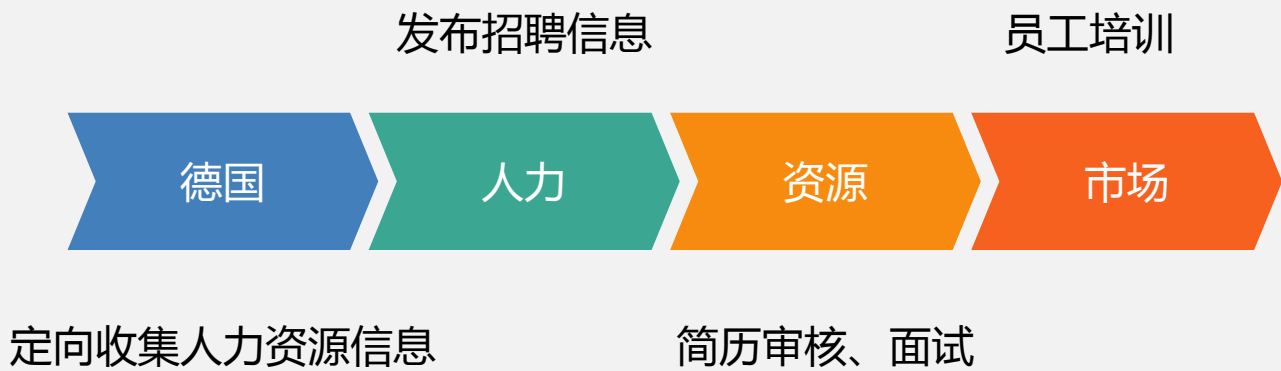 发布招聘信息
员工培训
德国
人力
资源
市场
定向收集人力资源信息
简历审核、面试